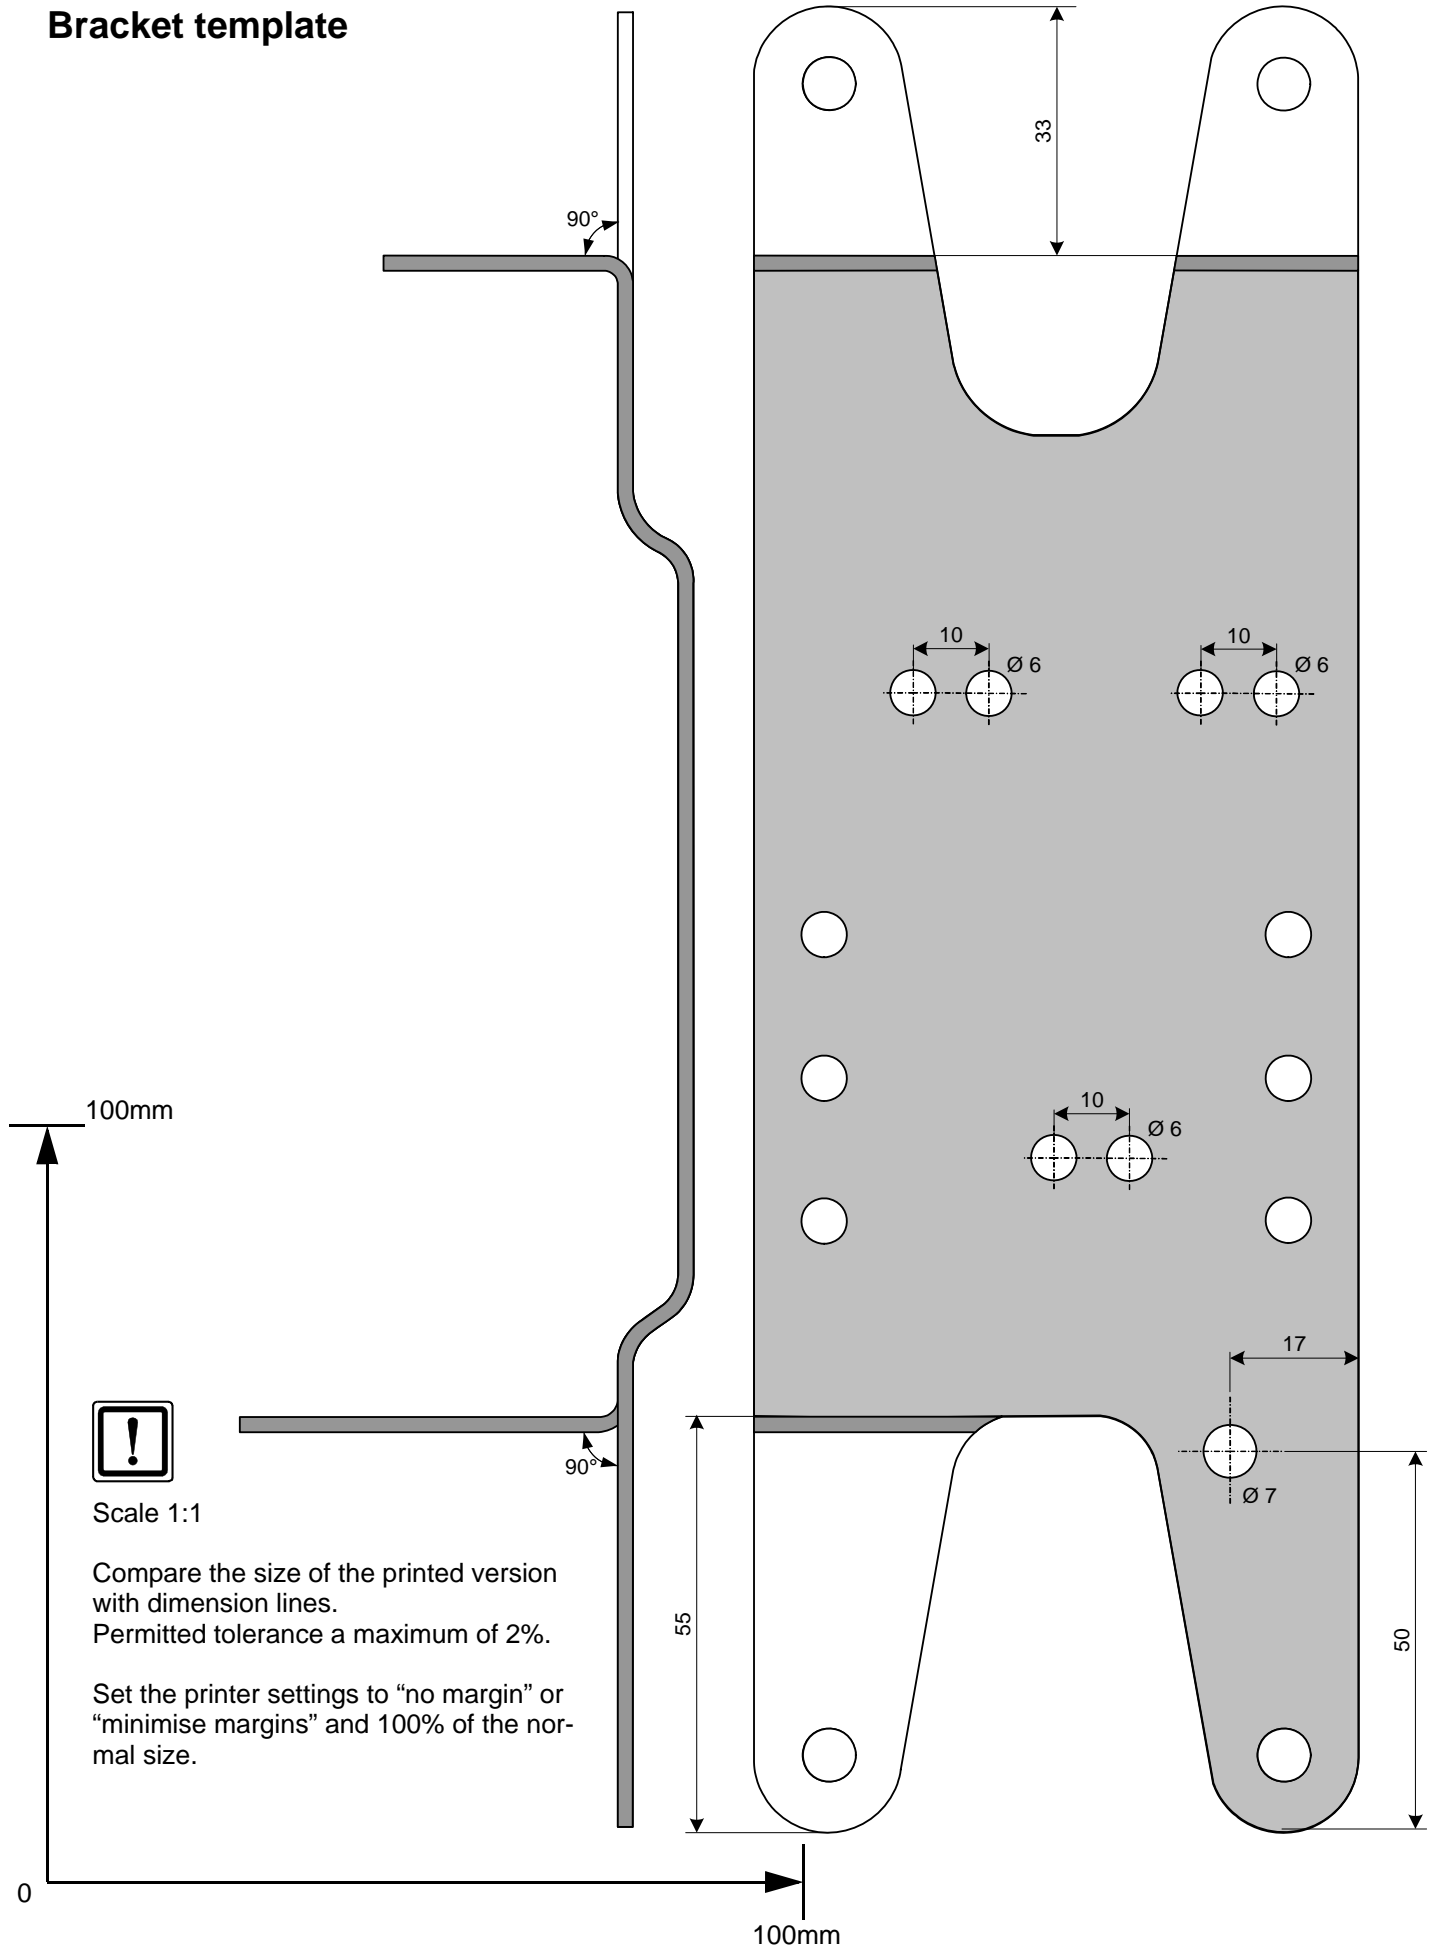 Bracket template
33
90°
10
Ø 6
10
Ø 6
100mm
10
Ø 6
17
90°
Ø 7
Scale 1:1
Compare the size of the printed version
with dimension lines.
Permitted tolerance a maximum of 2%.
Set the printer settings to “no margin” or
“minimise margins” and 100% of the nor-
mal size.
55
50
0
100mm
!